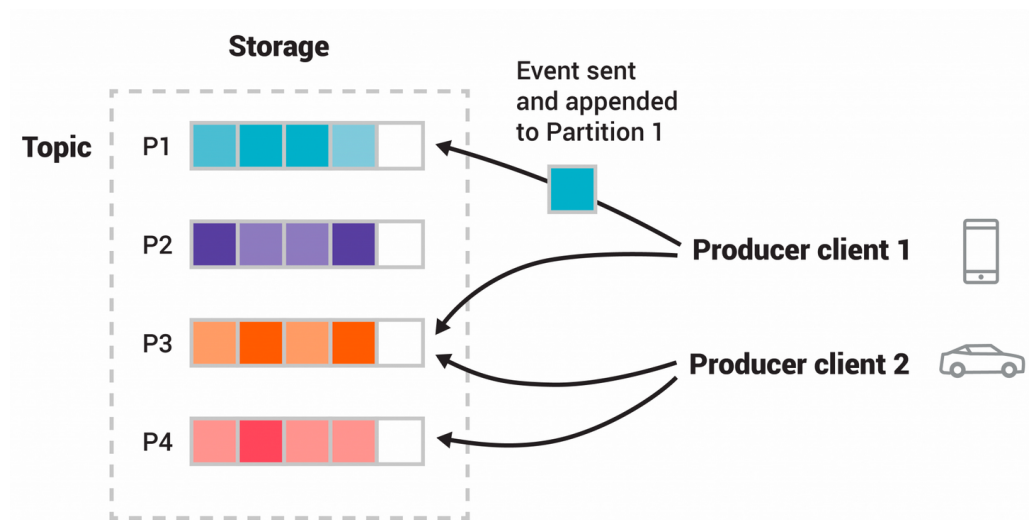 Storage
Event sent
and appended
to Partition 1
Topic
P1
P2
Producer client 1
P3
Producer client 2
P4